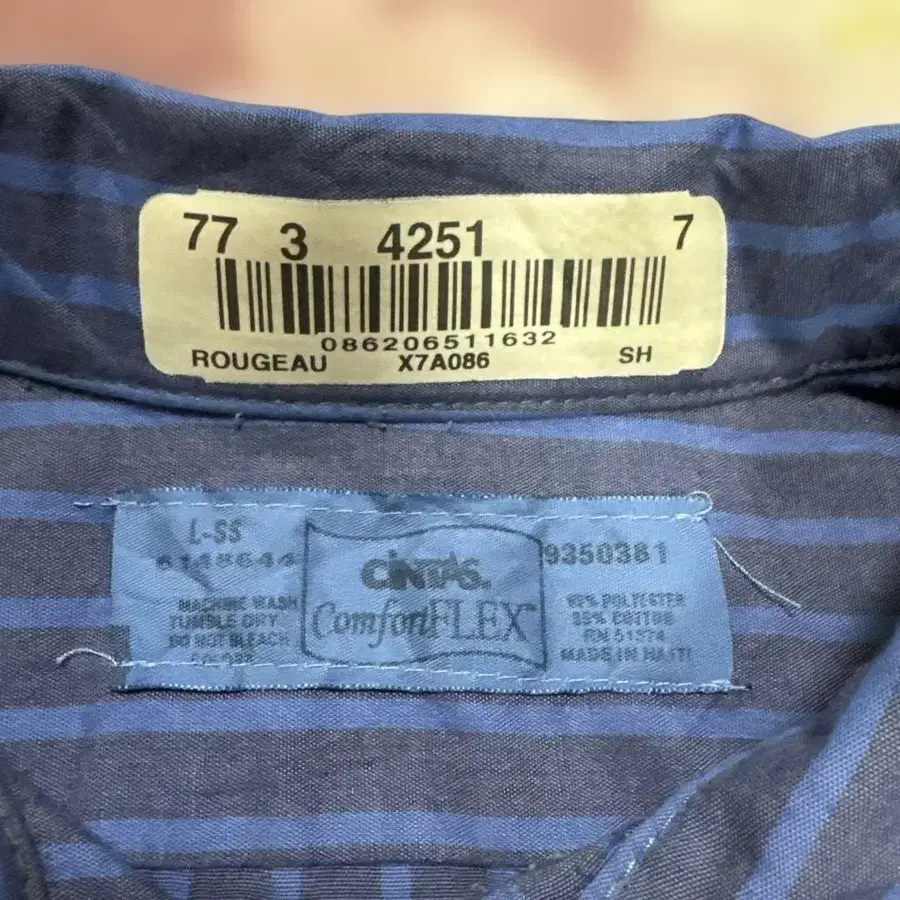 77 3 4251 7
086206511632
ROUGEAU X7A086 SH
L-SS
MACHINE WASH
TUMBLE DRY
DO NOT BLEACH
CINTAS.
ComfortFLEX
9350381
POLYESTER
35% COTTON
RN 51374
MADE IN HAITI